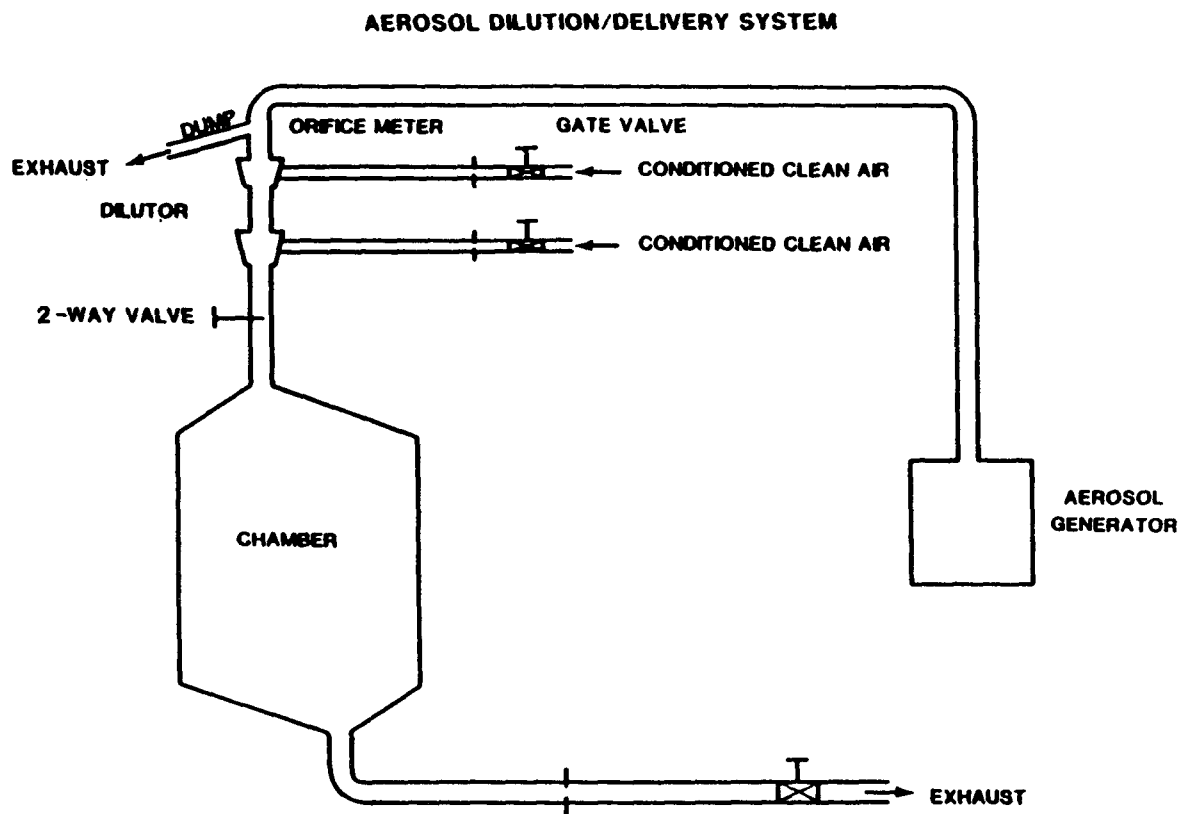 AEROSOL DILUTION/DELIVERY SYSTEM
DUMP
ORIFICE METER
GATE VALVE
EXHAUST
CONDITIONED CLEAN AIR
DILUTOR
CONDITIONED CLEAN AIR
2-WAY VALVE
CHAMBER
AEROSOL
GENERATOR
EXHAUST